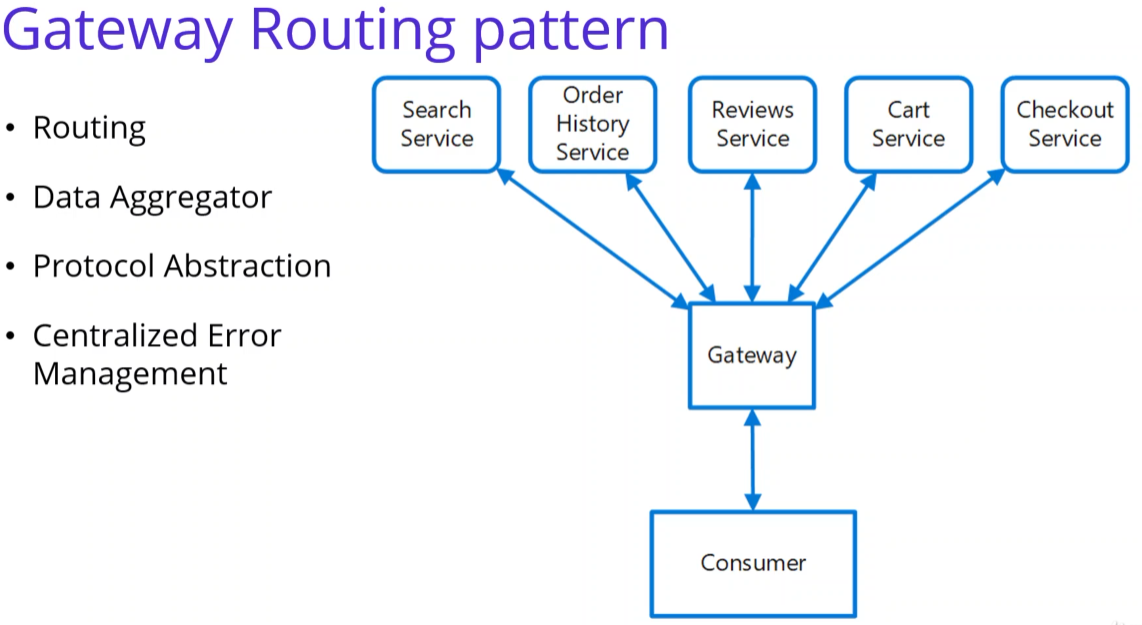 Gateway Routing pattern
• Routing
• Data Aggregator
• Protocol Abstraction
• Centralized Error
Management
Search
Service
Order
History
Service
Reviews
Service
Cart
Service
Checkout
Service
Gateway
Consumer